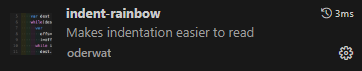 indent-rainbow 3ms
Makes indentation easier to read
oderwat